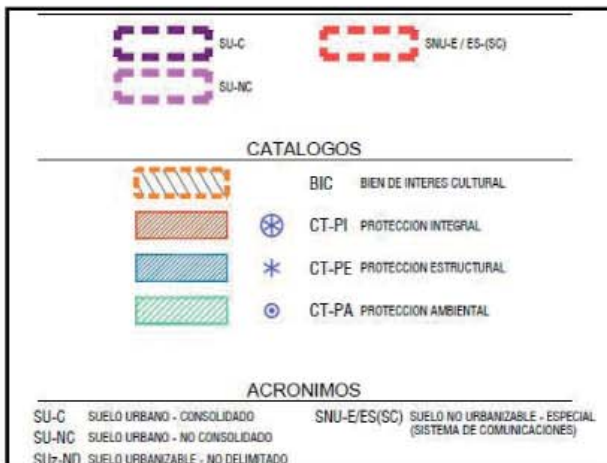 SU-C SNU-E / ES-(SC)
SU-NC
CATALOGOS
BIC BIEN DE INTERES CULTURAL
CT-PI PROTECCION INTEGRAL
CT-PE PROTECCION ESTRUCTURAL
CT-PA PROTECCION AMBIENTAL
ACRONIMOS
SU-C SUELO URBANO - CONSOLIDADO
SU-NC SUELO URBANO - NO CONSOLIDADO
SUz-ND SUELO URBANIZABLE - NO DELIMITADO
SNU-E/ES(SC) SUELO NO URBANIZABLE - ESPECIAL
(SISTEMA DE COMUNICACIONES)